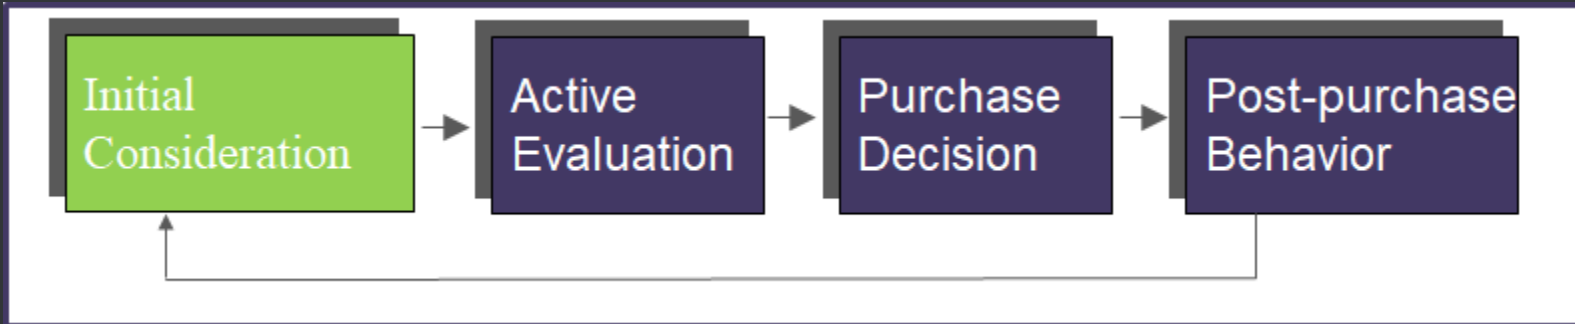 Initial
Consideration
Active
Evaluation
Purchase
Decision
Post-purchase
Behavior